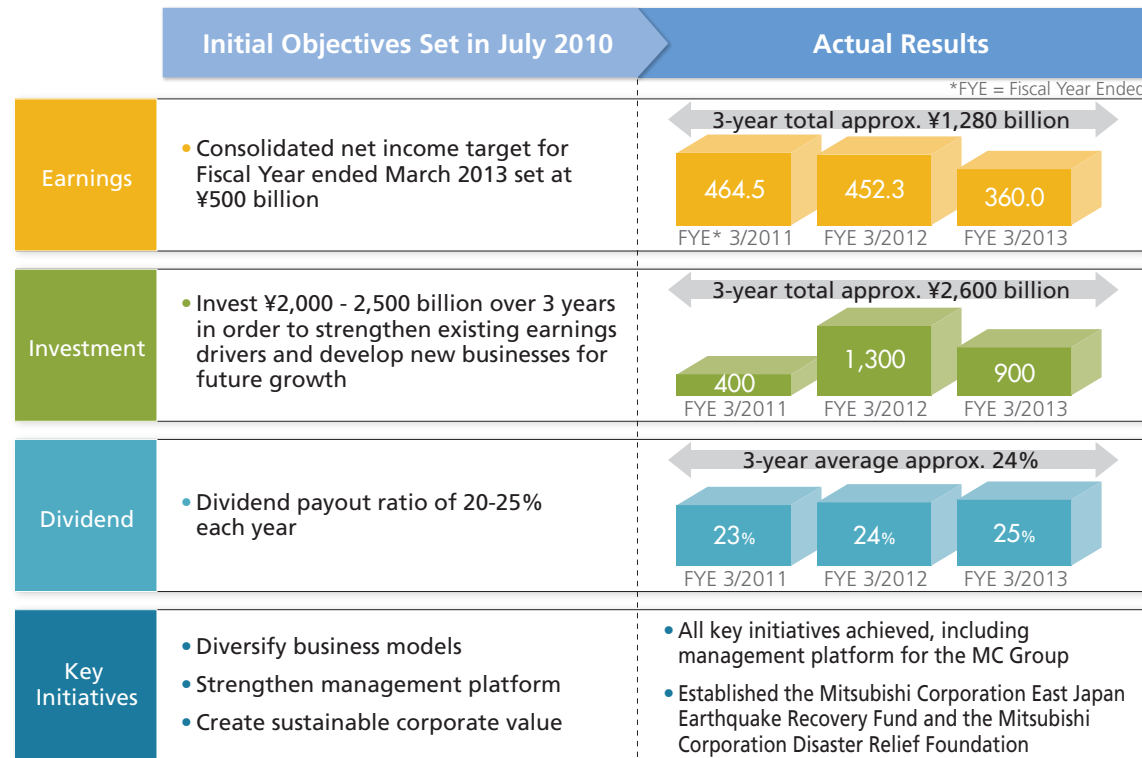 Initial Objectives Set in July 2010
Actual Results
*FYE = Fiscal Year Ended
Earnings
• Consolidated net income target for
Fiscal Year ended March 2013 set at
¥500 billion
3-year total approx. ¥1,280 billion
464.5
452.3
360.0
FYE* 3/2011
FYE 3/2012
FYE 3/2013
Investment
• Invest ¥2,000 - 2,500 billion over 3 years
in order to strengthen existing earnings
drivers and develop new businesses for
future growth
3-year total approx. ¥2,600 billion
400
1,300
900
FYE 3/2011
FYE 3/2012
FYE 3/2013
Dividend
• Dividend payout ratio of 20-25%
each year
3-year average approx. 24%
23%
24%
25%
FYE 3/2011
FYE 3/2012
FYE 3/2013
Key
Initiatives
• Diversify business models
• Strengthen management platform
• Create sustainable corporate value
• All key initiatives achieved, including
management platform for the MC Group
• Established the Mitsubishi Corporation East Japan
Earthquake Recovery Fund and the Mitsubishi
Corporation Disaster Relief Foundation